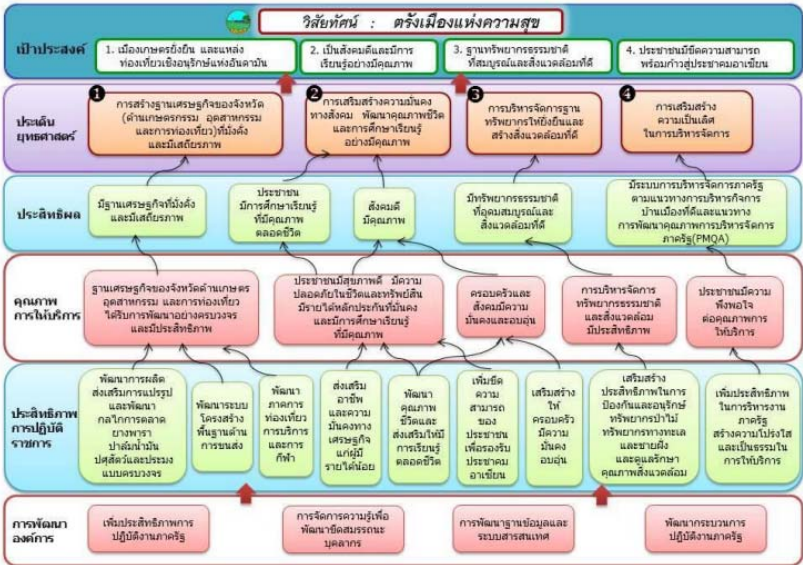 วิสัยทัศน์ : ตรังเมืองแห่งความสุข
เป้าประสงค์
1. เมืองเกษตรยั่งยืน และแหล่ง
ท่องเที่ยวเชิงอนุรักษ์แห่งอันดามัน
2. เป็นสังคมดีและมีการ
เรียนรู้อย่างมีคุณภาพ
3. ฐานทรัพยากรธรรมชาติ
ที่สมบูรณ์และสิ่งแวดล้อมที่ดี
4. ประชาชนมีขีดความสามารถ
พร้อมก้าวสู่ประชาคมอาเซียน
ประเด็น
ยุทธศาสตร์
1
การสร้างฐานเศรษฐกิจของจังหวัด
(ด้านเกษตรกรรม อุตสาหกรรม
และการท่องเที่ยว)ที่มั่งคั่ง
และมีเสถียรภาพ
2
การเสริมสร้างความมั่นคง
ทางสังคม พัฒนาคุณภาพชีวิต
และการศึกษาเรียนรู้
อย่างมีคุณภาพ
3
การบริหารจัดการฐาน
ทรัพยากรให้ยั่งยืนและ
สร้างสิ่งแวดล้อมที่ดี
4
การเสริมสร้าง
ความเป็นเลิศ
ในการบริหารจัดการ
ประสิทธิผล
มีฐานเศรษฐกิจที่มั่งคั่ง
และมีเสถียรภาพ
ประชาชน
มีการศึกษาเรียนรู้
ที่มีคุณภาพ
ตลอดชีวิต
สังคมดี
มีคุณภาพ
มีทรัพยากรธรรมชาติ
ที่อุดมสมบูรณ์และ
สิ่งแวดล้อมที่ดี
มีระบบการบริหารจัดการภาครัฐ
ตามแนวทางการบริหารกิจการ
บ้านเมืองที่ดีและแนวทาง
การพัฒนาคุณภาพการบริหารจัดการ
ภาครัฐ(PMQA)
คุณภาพ
การให้บริการ
ฐานเศรษฐกิจของจังหวัดด้านเกษตร
อุตสาหกรรม และการท่องเที่ยว
ได้รับการพัฒนาอย่างครบวงจร
และมีประสิทธิภาพ
ประชาชนมีสุขภาพดี มีความ
ปลอดภัยในชีวิตและทรัพย์สิน
มีรายได้หลักประกันที่มั่นคง
และมีการศึกษาเรียนรู้
ที่มีคุณภาพ
ครอบครัวและ
สังคมมีความ
มั่นคงและอบอุ่น
การบริหารจัดการ
ทรัพยากรธรรมชาติ
และสิ่งแวดล้อม
มีประสิทธิภาพ
ประชาชนมีความ
พึงพอใจ
ต่อคุณภาพการ
ให้บริการ
ประสิทธิภาพ
การปฏิบัติ
ราชการ
พัฒนาการผลิต
ส่งเสริมการแปรรูป
และพัฒนา
กลไกการตลาด
ยางพารา
ปาล์มน้ำมัน
ปศุสัตว์และประมง
แบบครบวงจร
พัฒนาระบบ
โครงสร้าง
พื้นฐานด้าน
การขนส่ง
พัฒนา
ภาคการ
ท่องเที่ยว
การบริการ
และการ
กีฬา
ส่งเสริม
อาชีพ
และความ
มั่นคงทาง
เศรษฐกิจ
แก่ผู้มี
รายได้น้อย
พัฒนา
คุณภาพ
ชีวิตและ
ส่งเสริมให้มี
การเรียนรู้
ตลอดชีวิต
เพิ่มขีด
ความ
สามารถ
ของ
ประชาชน
เพื่อรองรับ
ประชาคม
อาเซียน
เสริมสร้าง
ให้
ครอบครัว
มีความ
มั่นคง
อบอุ่น
เสริมสร้าง
ประสิทธิภาพในการ
ป้องกันและอนุรักษ์
ทรัพยากรป่าไม้
ทรัพยากรทางทะเล
และชายฝั่ง
และดูแลรักษา
คุณภาพสิ่งแวดล้อม
เพิ่มประสิทธิภาพ
ในการบริหารงาน
ภาครัฐ
สร้างความโปร่งใส
และเป็นธรรมใน
การให้บริการ
การพัฒนา
องค์การ
เพิ่มประสิทธิภาพการ
ปฏิบัติงานภาครัฐ
การจัดการความรู้เพื่อ
พัฒนาขีดสมรรถนะ
บุคลากร
การพัฒนาฐานข้อมูลและ
ระบบสารสนเทศ
พัฒนากระบวนการ
ปฏิบัติงานภาครัฐ